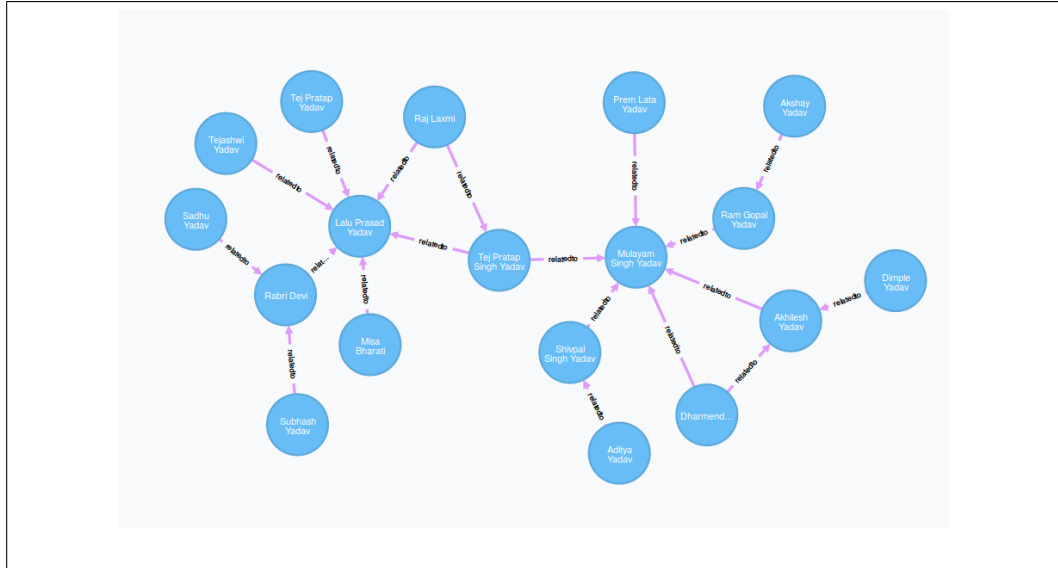 Tej Pratap
Yadav
Raj Laxmi
Prem Lata
Yadav
Akshay
Yadav
Tejashwi
Yadav
relatedto
relatedto
relatedto
relatedto
relatedto
relatedto
Sadhu
Yadav
Lalu Prasad
Yadav
Ram Gopal
Yadav
relatedto
relatedto
relatedto
Tej Pratap
Singh Yadav
relatedto
Mulayam
Singh Yadav
relat...
Rabri Devi
relatedto
relatedto
Dimple
Yadav
relatedto
Akhilesh
Yadav
Misa
Bharati
relatedto
relatedto
Shivpal
Singh Yadav
relatedto
relatedto
relatedto
Subhash
Yadav
Dharmend...
Aditya
Yadav